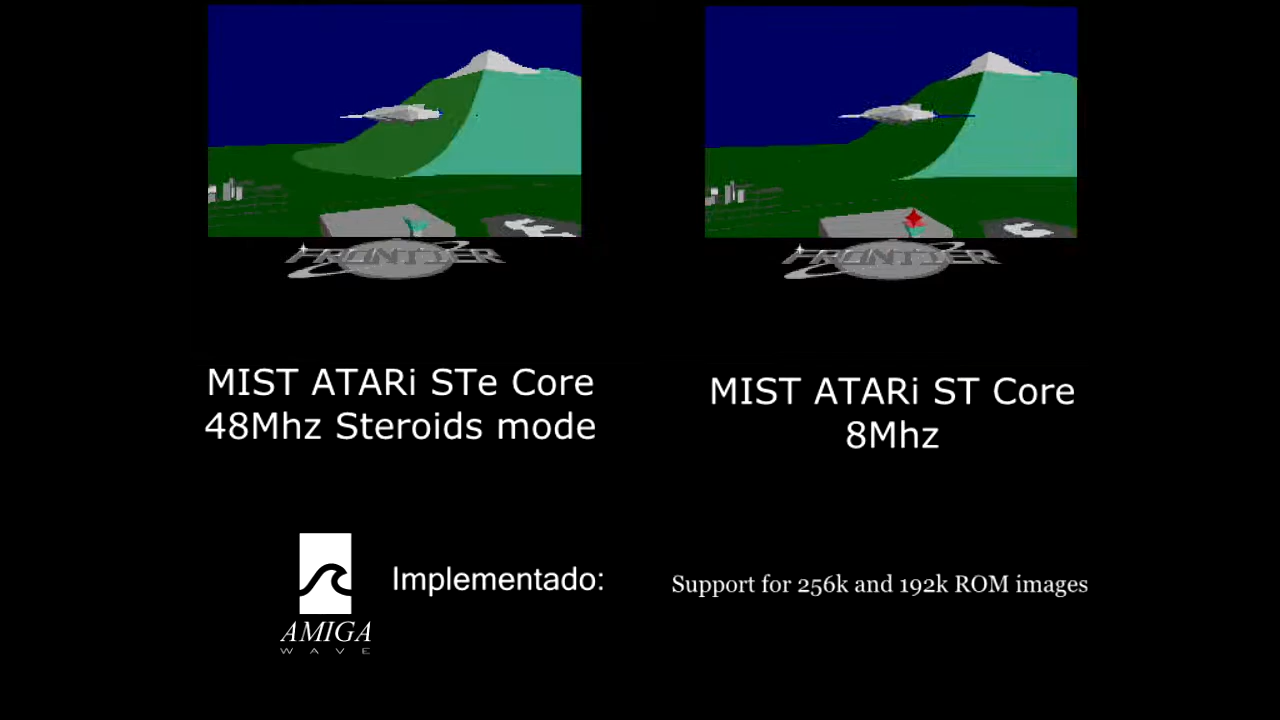 FRONTIER
FRONTIER
MIST ATARi STe Core
48Mhz Steroids mode
MIST ATARi ST Core
8Mhz
Implementado:
Support for 256k and 192k ROM images
AMIGA
WAVE